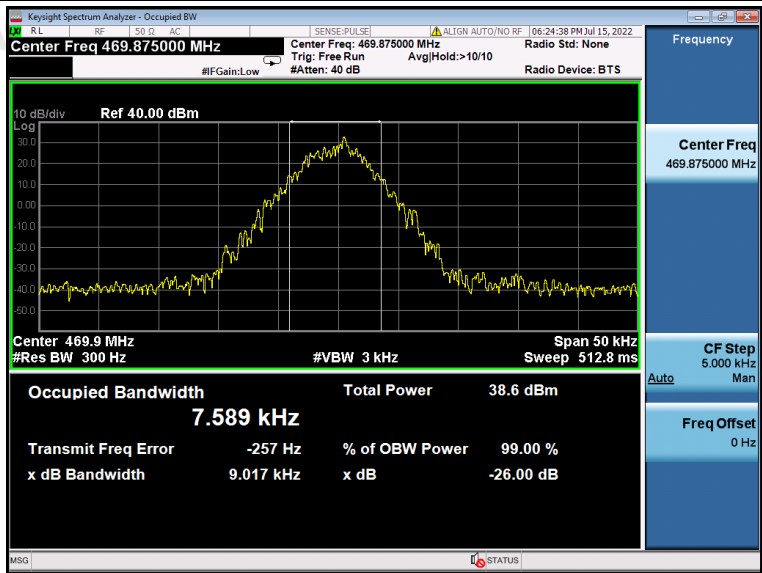 Keysight Spectrum Analyzer - Occupied BW
LXI RL RF 50 Ω AC SENSE:PULSE ALIGN AUTO/NO RF 06:24:38 PM Jul 15, 2022
Center Freq 469.875000 MHz
Center Freq: 469.875000 MHz Radio Std: None
Trig: Free Run Avg|Hold:>10/10
#IFGain:Low #Atten: 40 dB Radio Device: BTS
10 dB/div Ref 40.00 dBm
Log
30.0
20.0
10.0
0.00
-10.0
-20.0
-30.0
-40.0
-50.0
Center 469.9 MHz Span 50 kHz
#Res BW 300 Hz #VBW 3 kHz Sweep 512.8 ms
Occupied Bandwidth Total Power 38.6 dBm
7.589 kHz
Transmit Freq Error -257 Hz % of OBW Power 99.00 %
x dB Bandwidth 9.017 kHz x dB -26.00 dB
MSG STATUS
Frequency
Center Freq
469.875000 MHz
CF Step
5.000 kHz
Auto Man
Freq Offset
0 Hz